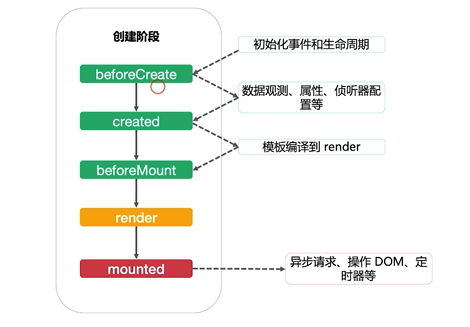 创建阶段
初始化事件和生命周期
beforeCreate
数据观测、属性、侦听器配
置等
created
模板编译到 render
beforeMount
render
mounted
异步请求、操作 DOM、定
时器等